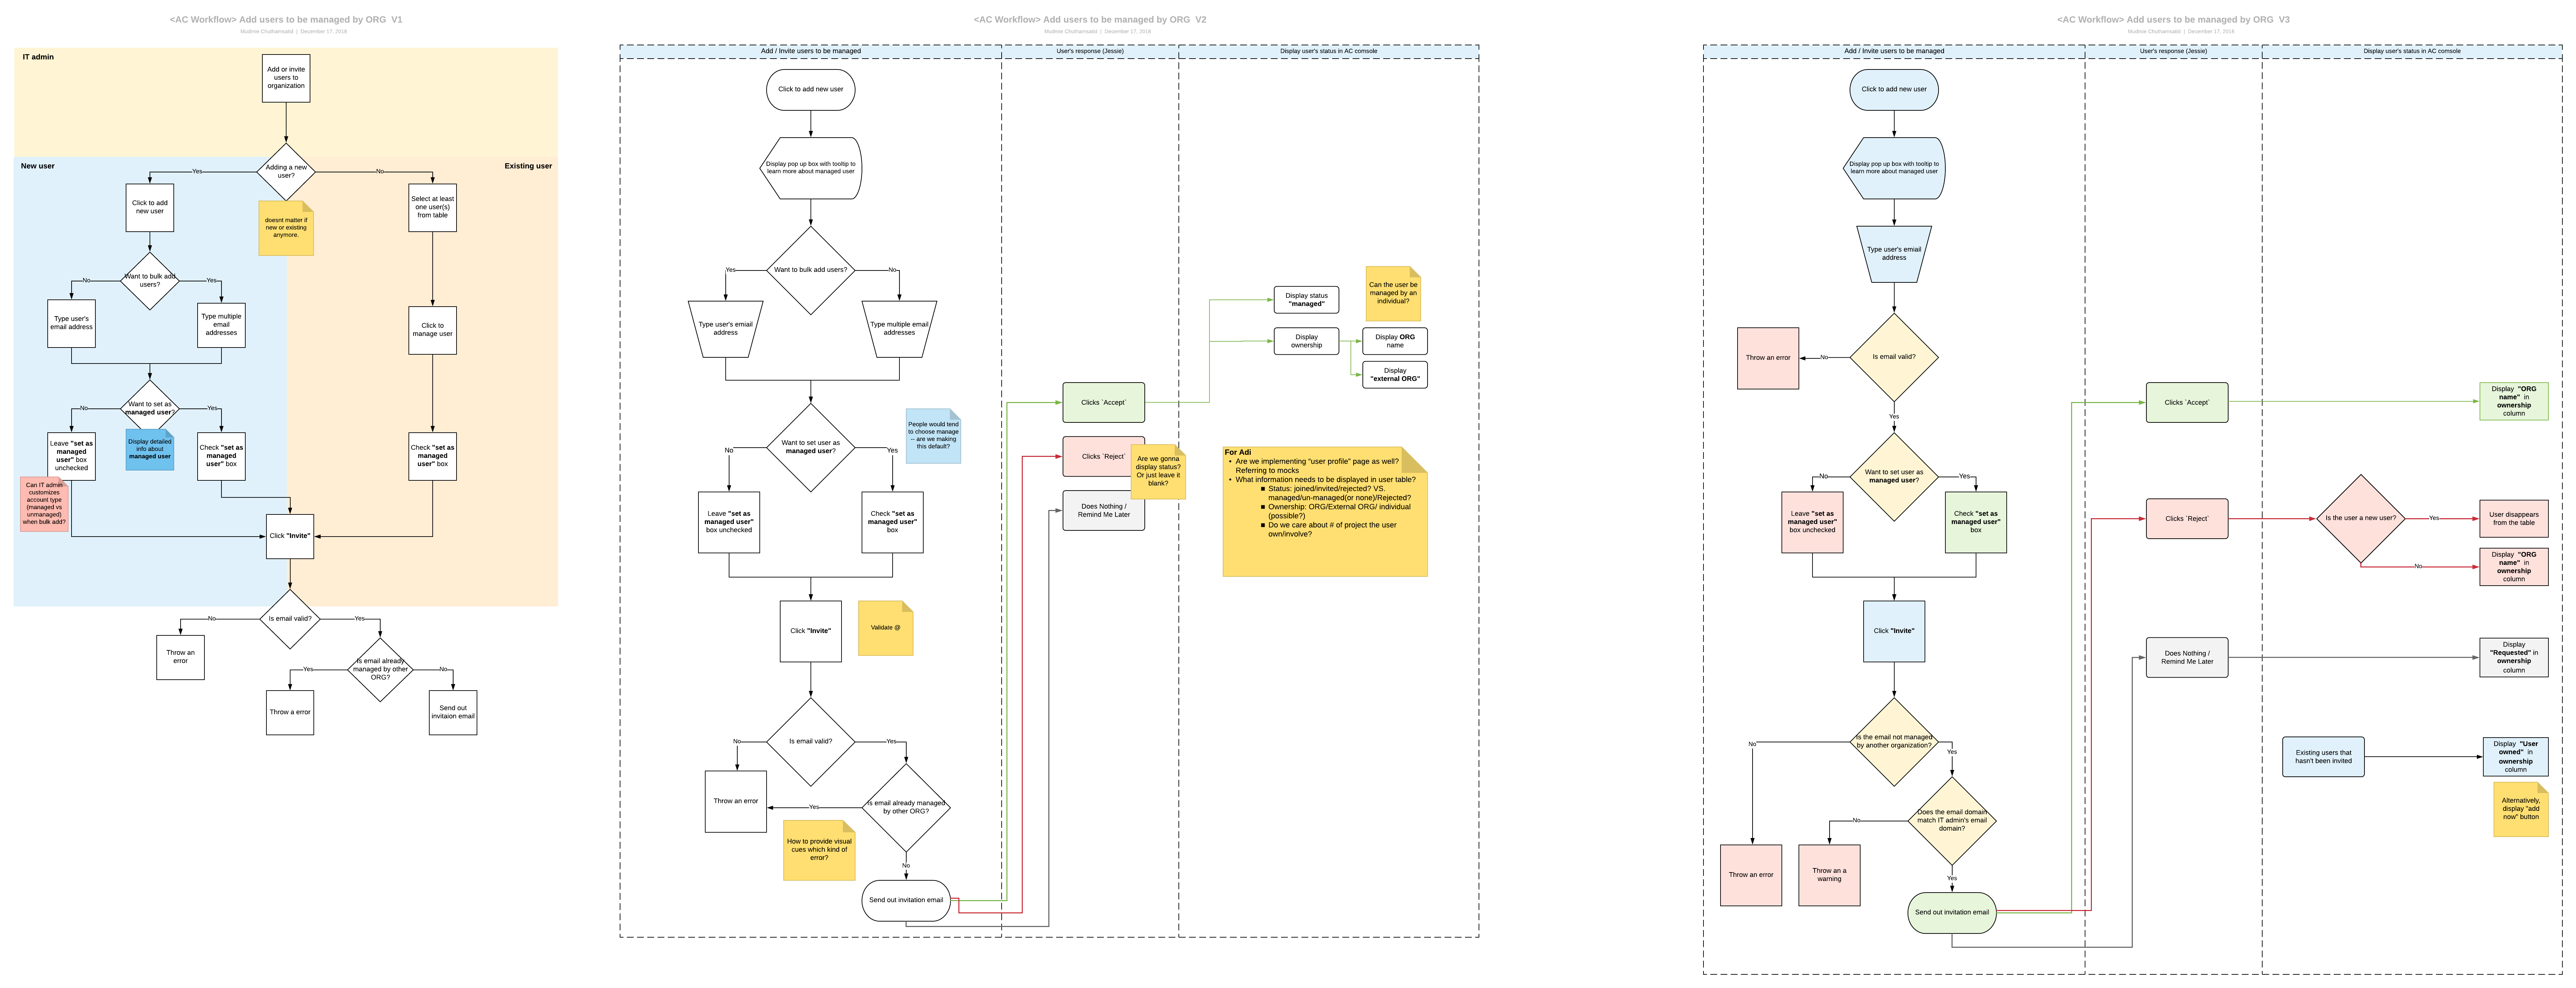 <AC Workflow> Add users to be managed by ORG  V1
Mudmie Chuthamsatid  |  December 17, 2018
IT admin
Add or invite
users to
organization
New user
Existing user
Adding a new
user?
Yes
No
doesnt matter if
new or existing
anymore.
Click to add
new user
Select at least
one user(s)
from table
Want to bulk add
users?
No
Yes
Type user's
email address
Type multiple
email
addresses
Click to
manage user
Want to set as
managed user?
No
Yes
Display detailed
info about
managed user
Leave "set as
managed
user" box
unchecked
Check "set as
managed
user" box
Check "set as
managed
user" box
Can IT admin
customizes
account type
(managed vs
unmanaged)
when bulk add?
Click "Invite"
Is email valid?
No
Yes
Throw an
error
Is email already
managed by other
ORG?
Yes
No
Throw a error
Send out
invitaion email
<AC Workflow> Add users to be managed by ORG  V2
Mudmie Chuthamsatid  |  December 17, 2018
Add / Inver users to be managed
User's response (Jessie)
Display user's status in AC comsole
Click to add new user
Display pop up box with tooltip to
learn more about managed user
Want to bulk add users?
Yes
No
Type user's emiail
address
Type multiple email
addresses
Want to set user as
managed user?
No
Yes
People would tend
to choose manage
-- are we making
this default?
Leave "set as
managed user"
box unchecked
Check "set as
managed user"
box
Click "Invite"
Validate @
Is email valid?
No
Yes
Throw an error
Is email already managed
by other ORG?
Yes
No
How to provide visual
cues which kind of
error?
Send out invitation email
Clicks `Accept`
Clicks `Reject`
Are we gonna
display status?
Or just leave it
blank?
Does Nothing /
Remind Me Later
Display status
"managed"
Can the user be
managed by an
individual?
Display
ownership
Display ORG
name
Display
"external ORG"
For Adi
• Are we implementing "user profile" page as well?
Referring to mocks
• What information needs to be displayed in user table?
■ Status: joined/invited/rejected? VS.
managed/un-managed(or none)/Rejected?
■ Ownership: ORG/External ORG/ individual
(possible?)
■ Do we care about # of project the user
own/involve?
<AC Workflow> Add users to be managed by ORG  V3
Mudmie Chuthamsatid  |  December 17, 2018
Add / Invite users to be managed
User's response (Jessie)
Display user's status in AC comsole
Click to add new user
Display pop up box with tooltip to
learn more about managed user
Type user's emiail
address
Is email valid?
No
Throw an error
Yes
Want to set user as
managed user?
No
Yes
Leave "set as
managed user"
box unchecked
Check "set as
managed user"
box
Click "Invite"
Is the email not managed
by another organization?
No
Yes
Does the email domain
match IT admin's email
domain?
No
Yes
Throw an error
Throw an a
warning
Send out invitation email
Clicks `Accept`
Display  "ORG
name"  in
ownership
column
Clicks `Reject`
Is the user a new user?
Yes
User disappears
from the table
No
Display  "ORG
name"  in
ownership
column
Does Nothing /
Remind Me Later
Display
"Requested" in
ownership
column
Existing users that
hasn't been invited
Display  "User
owned"  in
ownership
column
Alternatively,
display "add
now" button